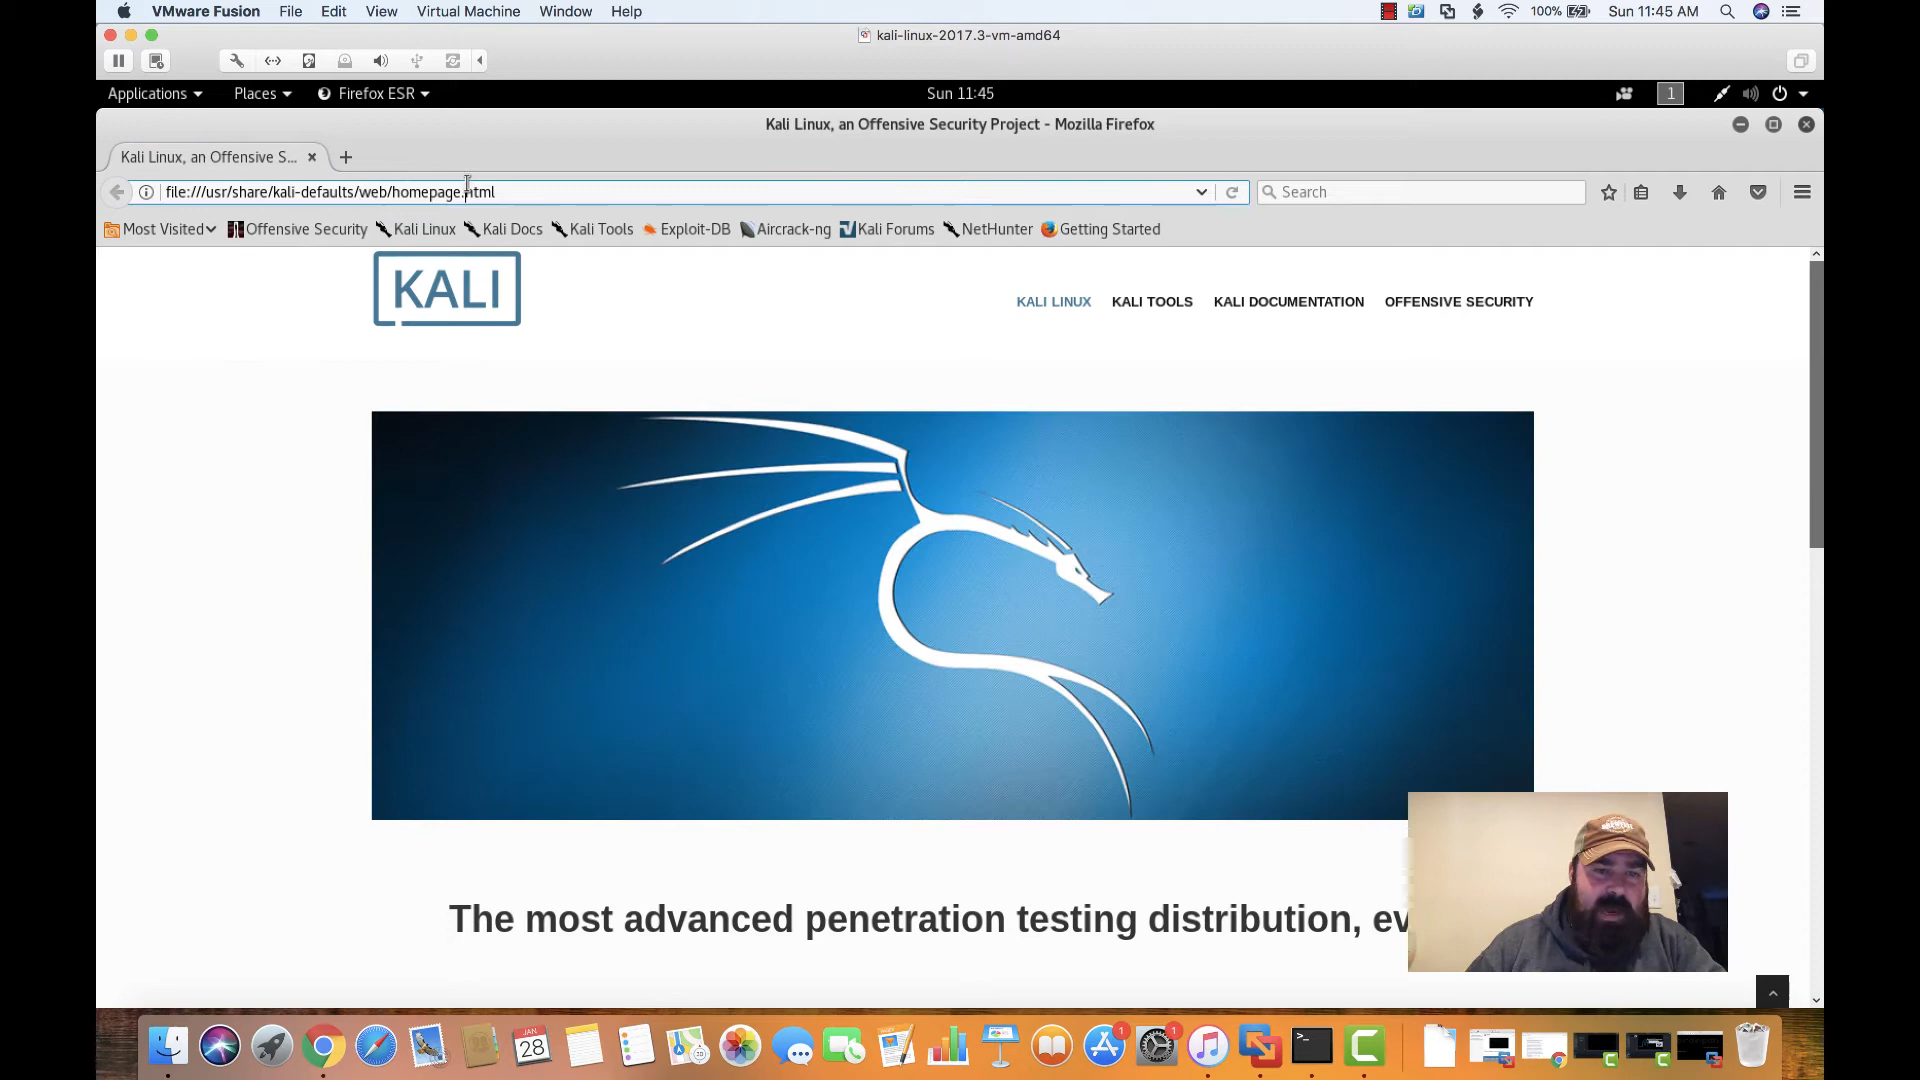 VMware Fusion File Edit View Virtual Machine Window Help 100% Sun 11:45 AM
kali-linux-2017.3-vm-amd64
Applications Places Firefox ESR Sun 11:45 1
Kali Linux, an Offensive Security Project - Mozilla Firefox
Kali Linux, an Offensive S...
file:///usr/share/kali-defaults/web/homepage.html Search
Most Visited Offensive Security Kali Linux Kali Docs Kali Tools Exploit-DB Aircrack-ng Kali Forums NetHunter Getting Started
KALI
KALI LINUX KALI TOOLS KALI DOCUMENTATION OFFENSIVE SECURITY
The most advanced penetration testing distribution, ev
JAN
28
1
1